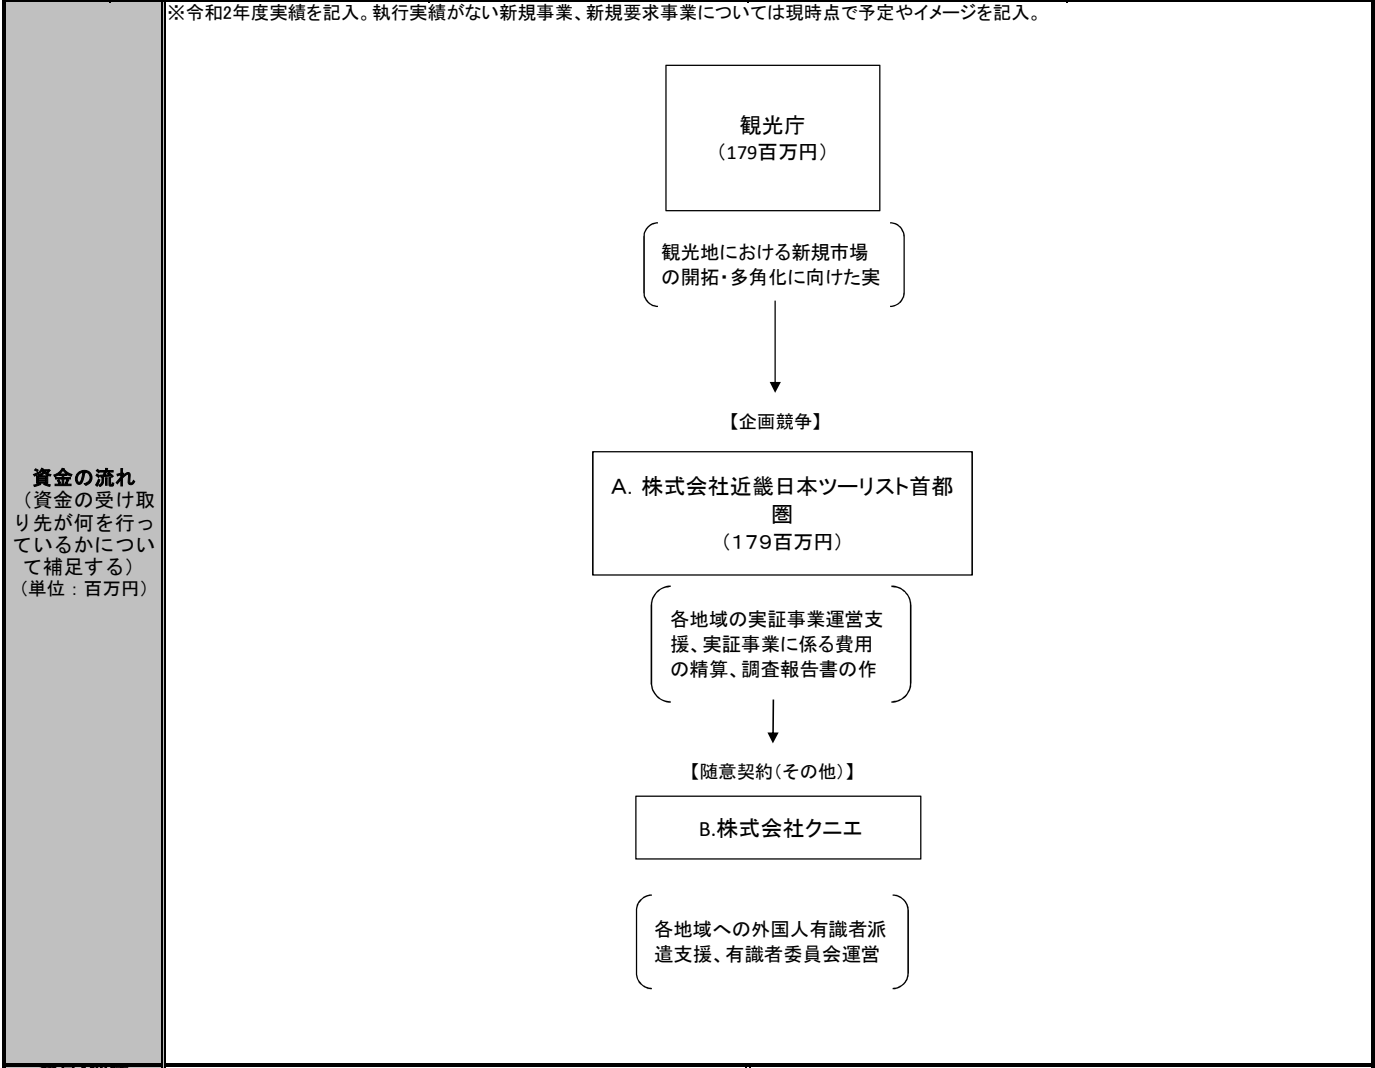 ※令和2年度実績を記入。執行実績がない新規事業、新規要求事業については現時点で予定やイメージを記入。
観光庁
（179百万円）
観光地における新規市場
の開拓・多角化に向けた実
【企画競争】
A．株式会社近畿日本ツーリスト首都
圏
（１７９百万円）
資金の流れ
（資金の受け取
り先が何を行っ
ているかについ
て補足する）
（単位：百万円）
各地域の実証事業運営支
援、実証事業に係る費用
の精算、調査報告書の作
【随意契約（その他）】
B.株式会社クニエ
各地域への外国人有識者派
遣支援、有識者委員会運営